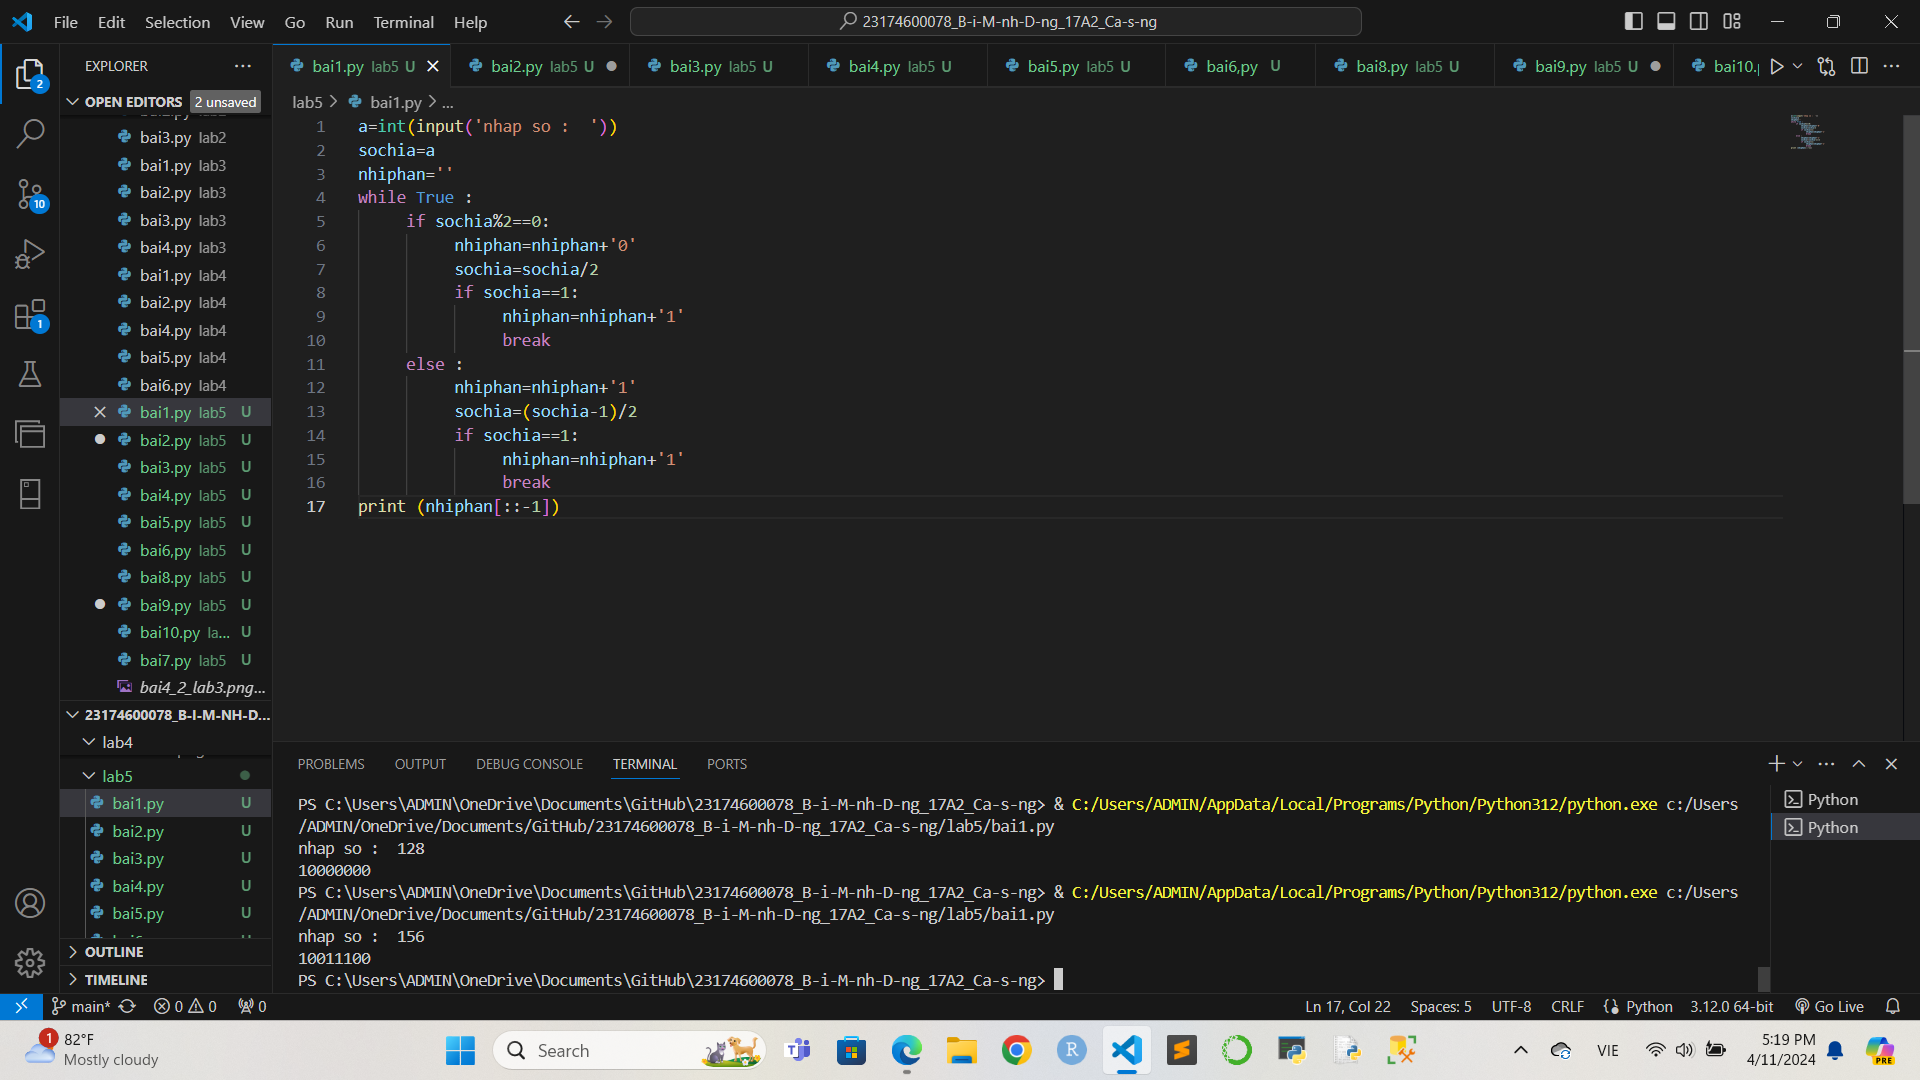 File Edit Selection View Go Run Terminal Help
23174600078_B-i-M-nh-D-ng_17A2_Ca-s-ng
EXPLORER
bai1.py lab5 U
bai2.py lab5 U
bai3.py lab5 U
bai4.py lab5 U
bai5.py lab5 U
bai6,py U
bai8.py lab5 U
bai9.py lab5 U
bai10.
2
10
1
OPEN EDITORS 2 unsaved
bai3.py lab2
bai1.py lab3
bai2.py lab3
bai3.py lab3
bai4.py lab3
bai1.py lab4
bai2.py lab4
bai4.py lab4
bai5.py lab4
bai6.py lab4
bai1.py lab5 U
bai2.py lab5 U
bai3.py lab5 U
bai4.py lab5 U
bai5.py lab5 U
bai6,py lab5 U
bai8.py lab5 U
bai9.py lab5 U
bai10.py la... U
bai7.py lab5 U
bai4_2_lab3.png...
23174600078_B-I-M-NH-D...
lab4
lab5
bai1.py U
bai2.py U
bai3.py U
bai4.py U
bai5.py U
OUTLINE
TIMELINE
lab5 > bai1.py > ...
1 a=int(input('nhap so :  '))
2 sochia=a
3 nhiphan=''
4 while True :
5 if sochia%2==0:
6 nhiphan=nhiphan+'0'
7 sochia=sochia/2
8 if sochia==1:
9 nhiphan=nhiphan+'1'
10 break
11 else :
12 nhiphan=nhiphan+'1'
13 sochia=(sochia-1)/2
14 if sochia==1:
15 nhiphan=nhiphan+'1'
16 break
17 print (nhiphan[::-1])
PROBLEMS OUTPUT DEBUG CONSOLE TERMINAL PORTS
PS C:\Users\ADMIN\OneDrive\Documents\GitHub\23174600078_B-i-M-nh-D-ng_17A2_Ca-s-ng> & C:/Users/ADMIN/AppData/Local/Programs/Python/Python312/python.exe c:/Users
/ADMIN/OneDrive/Documents/GitHub/23174600078_B-i-M-nh-D-ng_17A2_Ca-s-ng/lab5/bai1.py
nhap so :  128
10000000
PS C:\Users\ADMIN\OneDrive\Documents\GitHub\23174600078_B-i-M-nh-D-ng_17A2_Ca-s-ng> & C:/Users/ADMIN/AppData/Local/Programs/Python/Python312/python.exe c:/Users
/ADMIN/OneDrive/Documents/GitHub/23174600078_B-i-M-nh-D-ng_17A2_Ca-s-ng/lab5/bai1.py
nhap so :  156
10011100
PS C:\Users\ADMIN\OneDrive\Documents\GitHub\23174600078_B-i-M-nh-D-ng_17A2_Ca-s-ng>
Python
Python
main* 0 0 0
Ln 17, Col 22 Spaces: 5 UTF-8 CRLF Python 3.12.0 64-bit Go Live
1
82°F
Mostly cloudy
Search
VIE
5:19 PM
4/11/2024
PRE